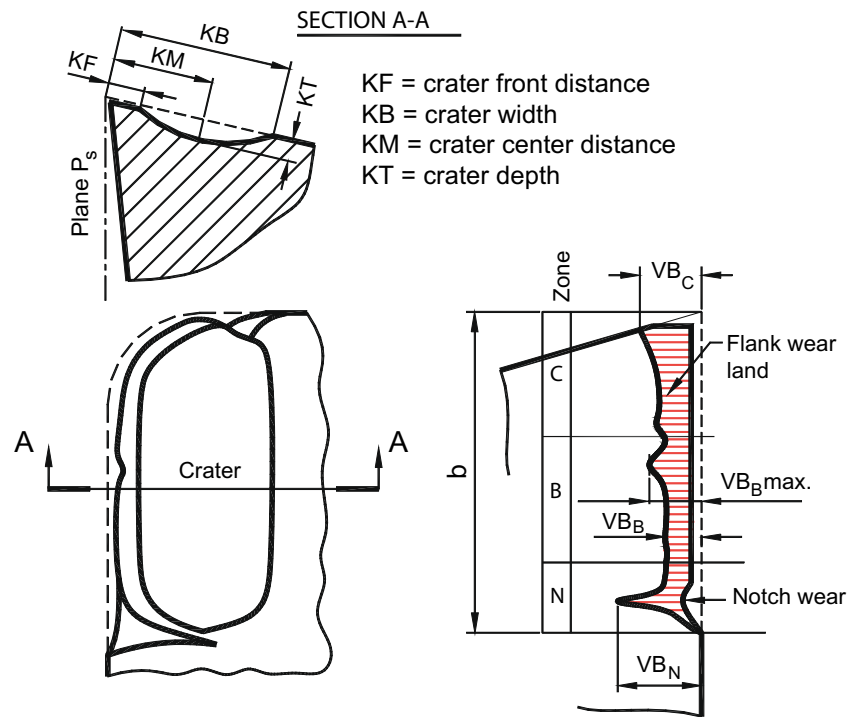 SECTION A-A
KB
KM
KF
KT
KF = crater front distance
KB = crater width
KM = crater center distance
KT = crater depth
Plane Ps
Zone
VBC
Flank wear
land
C
A
A
Crater
b
B
VBBmax.
VBB
N
Notch wear
VBN